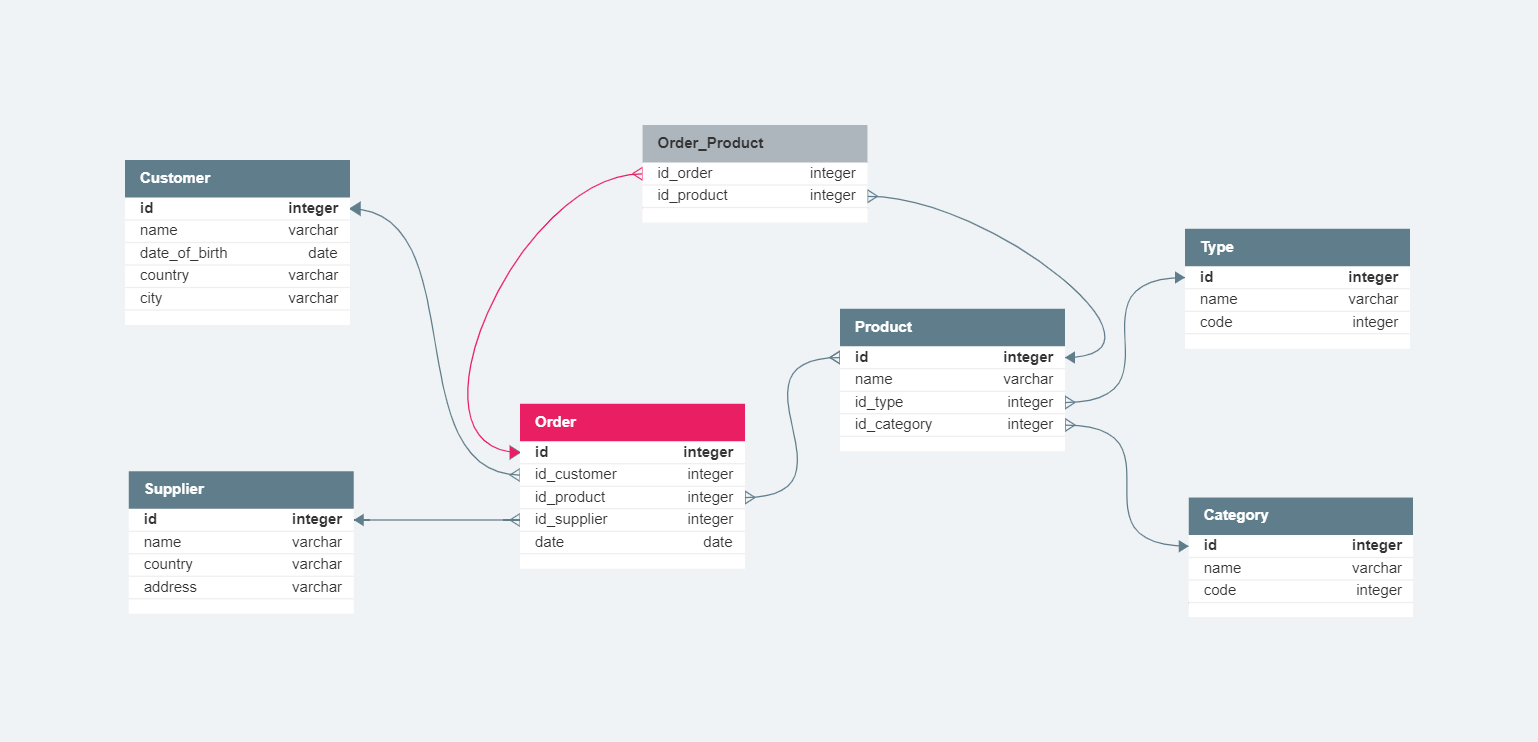 Order_Product
id_order integer
id_product integer
Customer
id integer
name varchar
date_of_birth date
country varchar
city varchar
Type
id integer
name varchar
code integer
Product
id integer
name varchar
id_type integer
id_category integer
Order
id integer
id_customer integer
id_product integer
id_supplier integer
date date
Supplier
id integer
name varchar
country varchar
address varchar
Category
id integer
name varchar
code integer